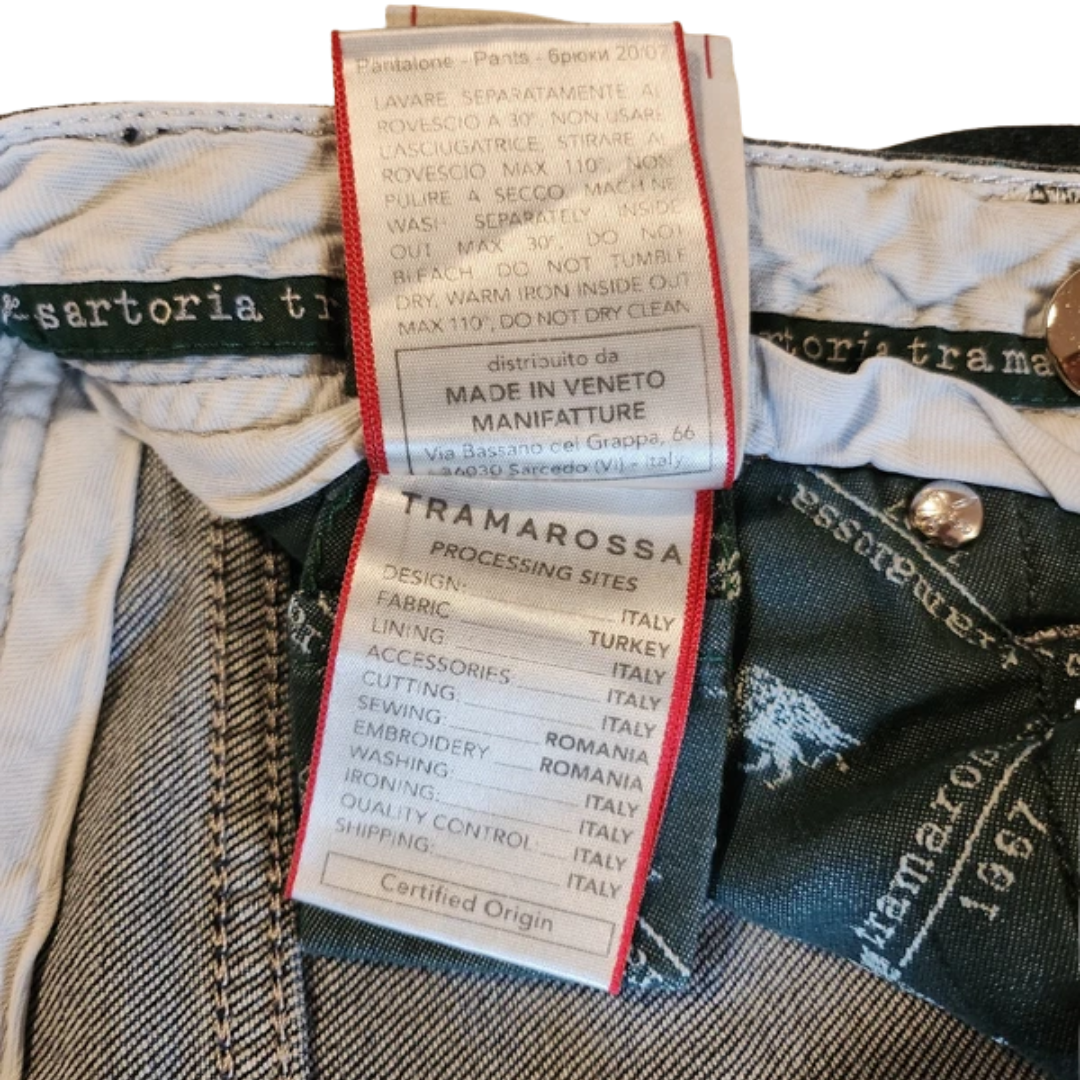 Pantalone - Pants - брюки 20/07
LAVARE SEPARATAMENTE AL
ROVESCIO A 30°, NON USARE
L'ASCIUGATRICE, STIRARE AL
ROVESCIO MAX 110° NON
PULIRE A SECCO, MACHINE
WASH SEPARATELY INSIDE
OUT MAX 30°, DO NOT
BLEACH, DO NOT TUMBLE
DRY, WARM IRON INSIDE OUT
MAX 110°, DO NOT DRY CLEAN
distribuito da
MADE IN VENETO
MANIFATTURE
Via Bassano del Grappa, 66
36030 Sarcedo (Vi) - Italy
TRAMAROSSA
PROCESSING SITES
DESIGN: ITALY
FABRIC TURKEY
LINING: ITALY
ACCESSORIES: ITALY
CUTTING: ITALY
SEWING: ROMANIA
EMBROIDERY ROMANIA
WASHING: ITALY
IRONING: ITALY
QUALITY CONTROL: ITALY
SHIPPING: ITALY
Certified Origin
sartoria tr
rtoria trama
tramarossa
tramaros
1967